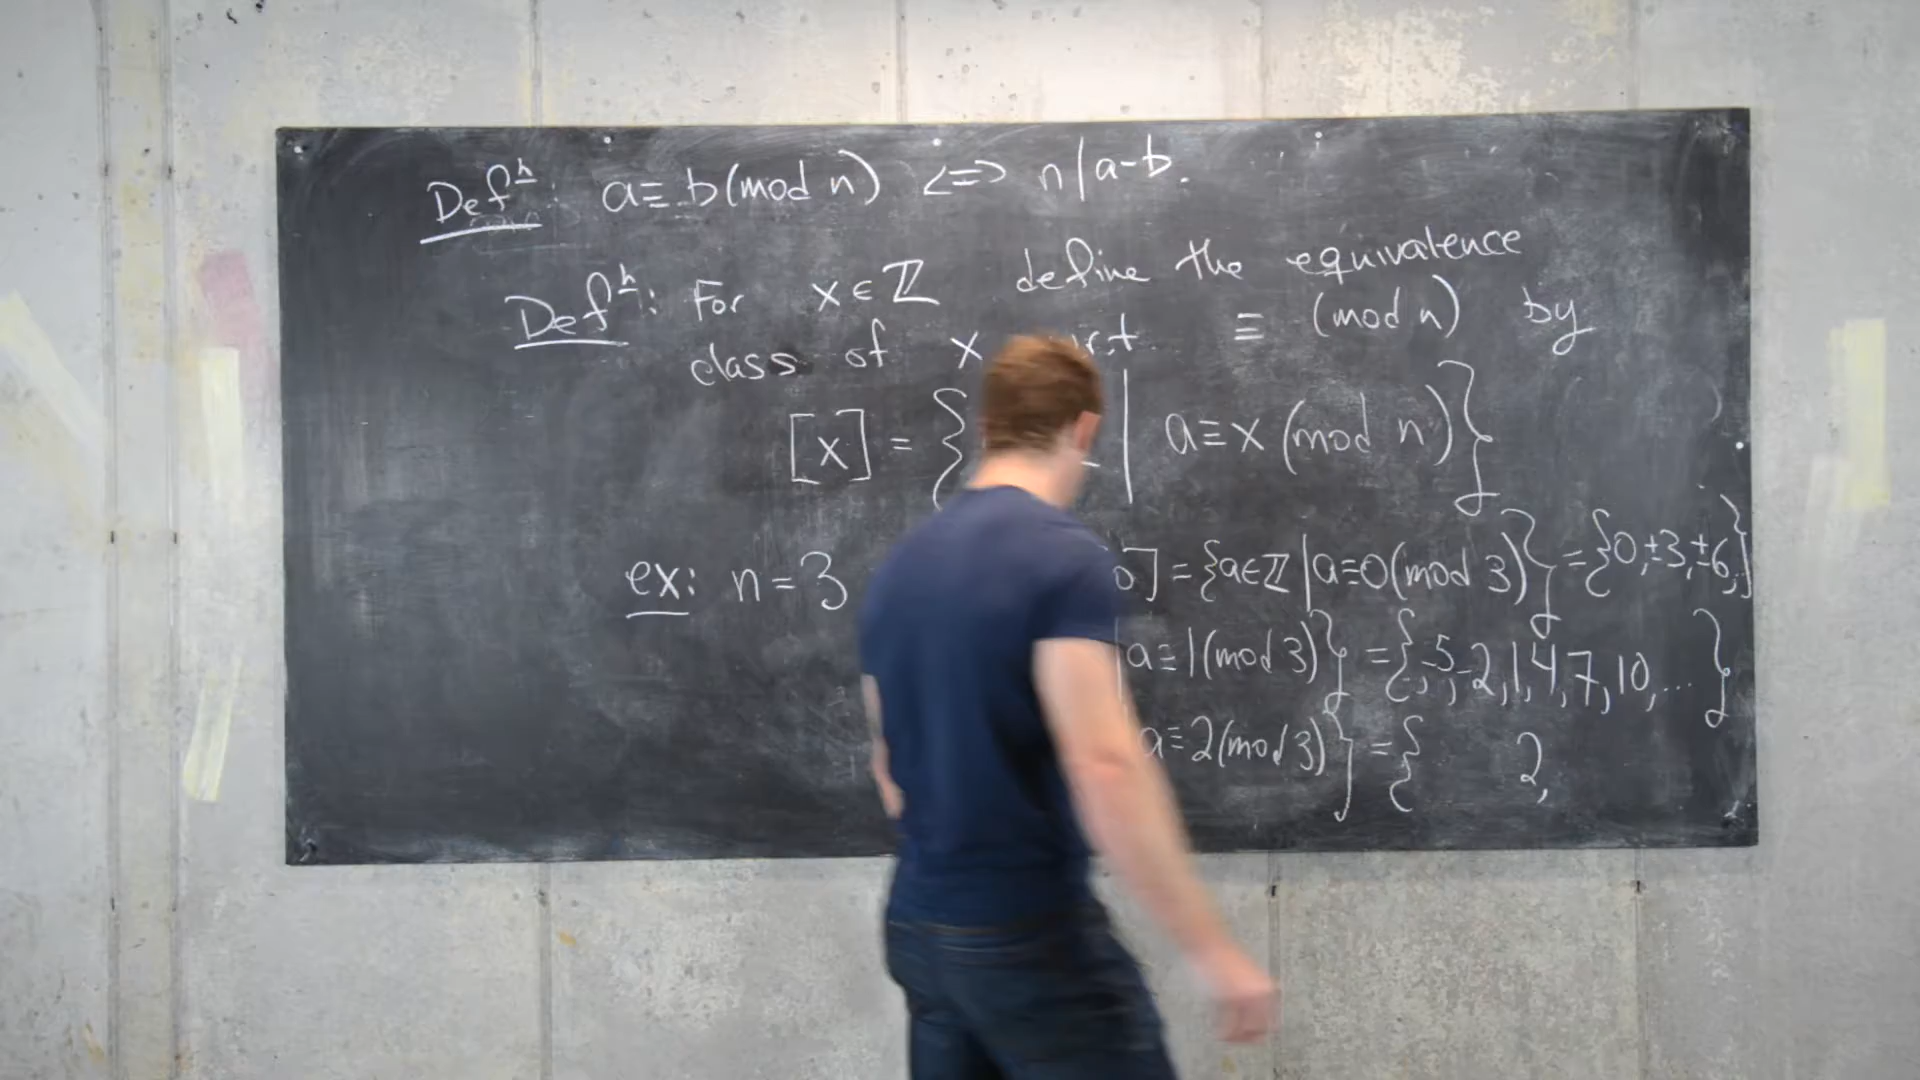 Defⁿ: a ≡ b (mod n) <=> n | a-b.
Defⁿ: For x ∈ ℤ define the equivalence
class of x w.r.t ≡ (mod n) by
[x] = { | a ≡ x (mod n) }
ex: n = 3 0] = {a ∈ ℤ | a ≡ 0 (mod 3)} = {0, ±3, ±6,}
| a ≡ 1 (mod 3)} = { , -5, -2, 1, 4, 7, 10, ... }
a ≡ 2 (mod 3)} = { 2,